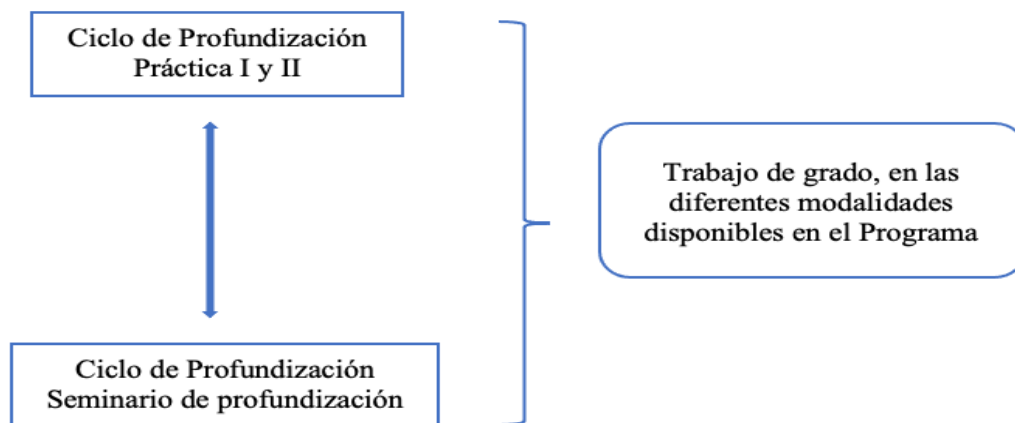 Ciclo de Profundización
Práctica I y II
Trabajo de grado, en las
diferentes modalidades
disponibles en el Programa
Ciclo de Profundización
Seminario de profundización